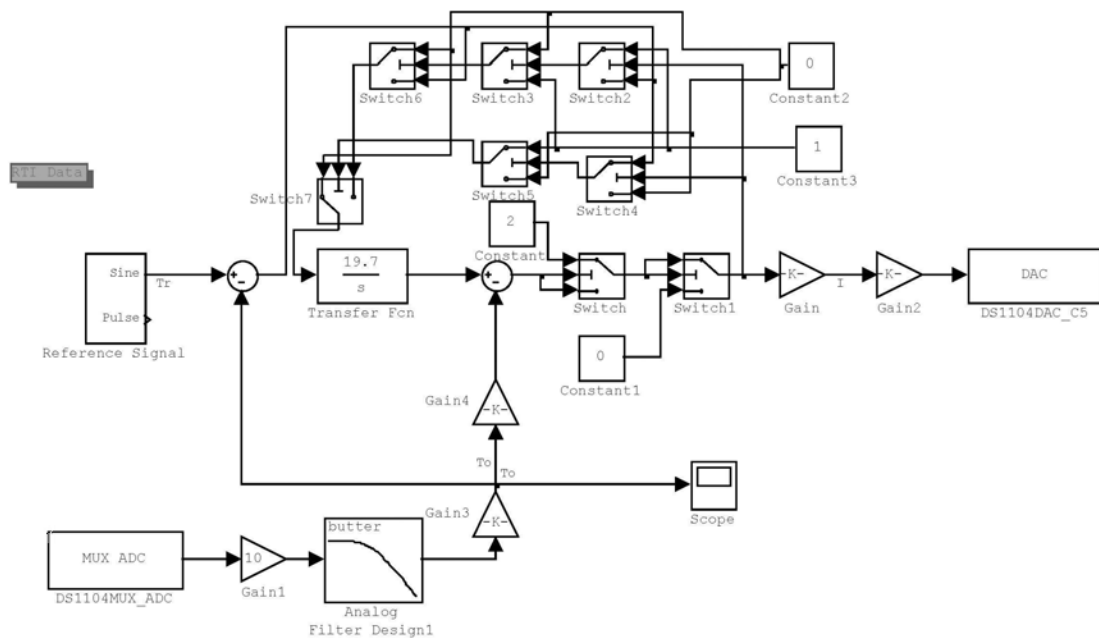 0
Switch6
Switch3
Switch2
Constant2
1
RTI Data
Constant3
Switch7
Switch5
Switch4
2
Constant
Sine
Tr
Pulse
Reference Signal
+
-
19.7
s
Transfer Fcn
+
-
Switch
Switch1
-K-
Gain
I
-K-
Gain2
DAC
DS1104DAC_C5
0
Constant1
Gain4
-K-
To
To
Scope
Gain3
-K-
MUX ADC
DS1104MUX_ADC
10
Gain1
butter
Analog
Filter Design1